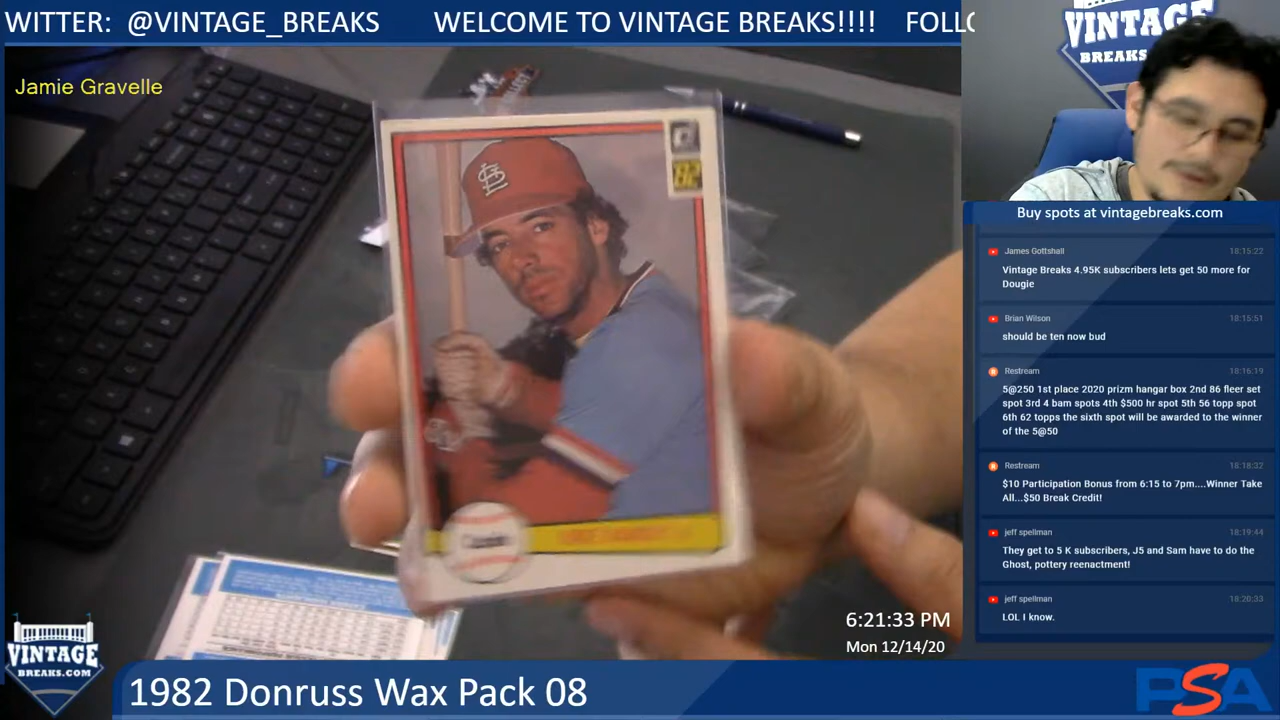 WITTER: @VINTAGE_BREAKS WELCOME TO VINTAGE BREAKS!!!! FOLLO
VINTAGE
BREAKS
Jamie Gravelle
82
Buy spots at vintagebreaks.com
James Gottshall 18:15:22
Vintage Breaks 4.95K subscribers lets get 50 more for
Dougie
Brian Wilson 18:15:51
should be ten now bud
Restream 18:16:19
5@250 1st place 2020 prizm hangar box 2nd 86 fleer set
spot 3rd 4 bam spots 4th $500 hr spot 5th 56 topp spot
6th 62 topps the sixth spot will be awarded to the winner
of the 5@50
Restream 18:18:32
$10 Participation Bonus from 6:15 to 7pm....Winner Take
All...$50 Break Credit!
jeff spellman 18:19:44
They get to 5 K subscribers, J5 and Sam have to do the
Ghost, pottery reenactment!
jeff spellman 18:20:33
LOL I know.
6:21:33 PM
Mon 12/14/20
VINTAGE
BREAKS.COM
1982 Donruss Wax Pack 08
PSA